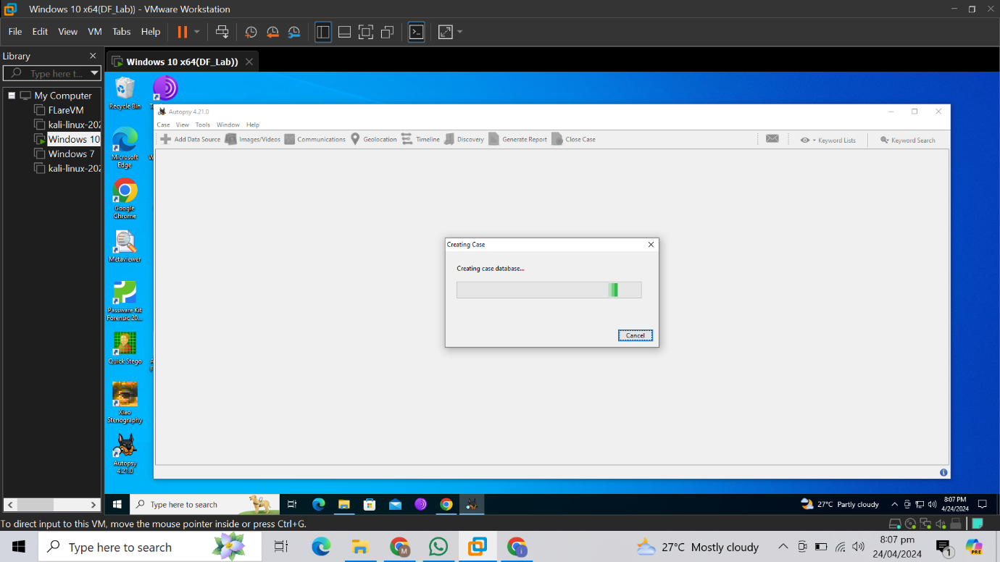 Windows 10 x64(DF_Lab)) - VMware Workstation
File Edit View VM Tabs Help
Library
Type here t...
My Computer
FLareVM
kali-linux-202
Windows 10
Windows 7
kali-linux-202
Windows 10 x64(DF_Lab))
Recycle Bin
Microsoft
Edge
Google
Chrome
Metaviewer
Passware Kit
Forensic 20...
Quick Stego
Xiao
Stenography
Autopsy
4.21.0
Autopsy 4.21.0
Case View Tools Window Help
Add Data Source Images/Videos Communications Geolocation Timeline Discovery Generate Report Close Case Keyword Lists Keyword Search
Creating Case
Creating case database...
Cancel
Type here to search
27°C Partly cloudy
8:07 PM
4/24/2024
To direct input to this VM, move the mouse pointer inside or press Ctrl+G.
Type here to search
27°C Mostly cloudy
8:07 pm
24/04/2024
1
PRE